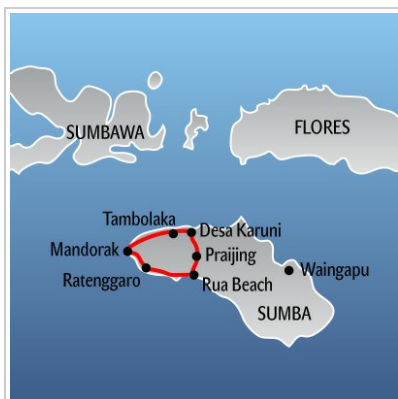 SUMBAWA
FLORES
Tambolaka
Desa Karuni
Mandorak
Praijing
Waingapu
Ratenggaro
Rua Beach
SUMBA